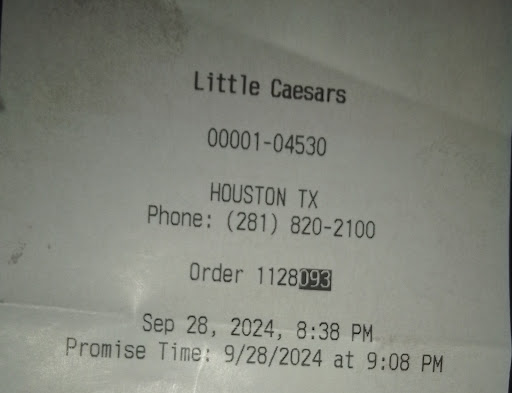 Little Caesars
00001-04530
HOUSTON TX
Phone: (281) 820-2100
Order 1128093
Sep 28, 2024, 8:38 PM
Promise Time: 9/28/2024 at 9:08 PM